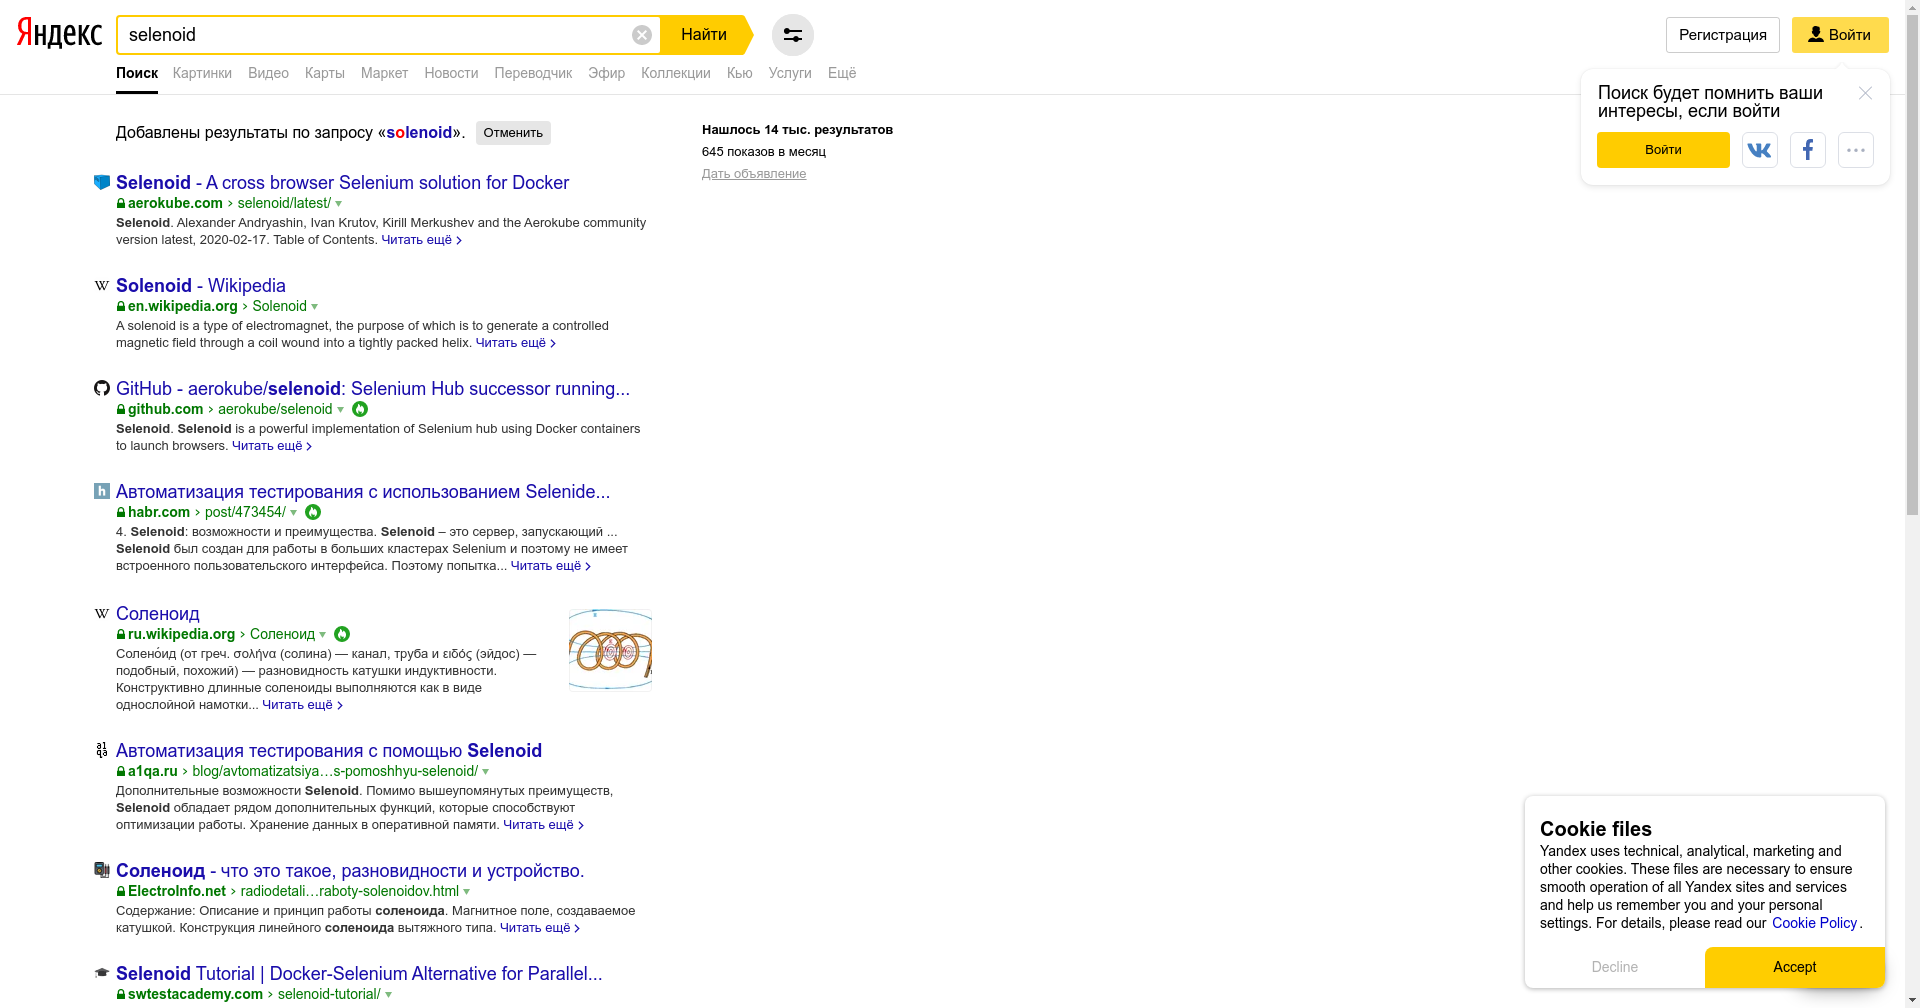 Яндекс
selenoid
Найти
Регистрация
Войти
Поиск Картинки Видео Карты Маркет Новости Переводчик Эфир Коллекции Кью Услуги Ещё
Поиск будет помнить ваши
интересы, если войти
Войти
Добавлены результаты по запросу «solenoid». Отменить
Нашлось 14 тыс. результатов
645 показов в месяц
Дать объявление
Selenoid - A cross browser Selenium solution for Docker
aerokube.com › selenoid/latest/
Selenoid. Alexander Andryashin, Ivan Krutov, Kirill Merkushev and the Aerokube community
version latest, 2020-02-17. Table of Contents. Читать ещё ›
Solenoid - Wikipedia
en.wikipedia.org › Solenoid
A solenoid is a type of electromagnet, the purpose of which is to generate a controlled
magnetic field through a coil wound into a tightly packed helix. Читать ещё ›
GitHub - aerokube/selenoid: Selenium Hub successor running...
github.com › aerokube/selenoid
Selenoid. Selenoid is a powerful implementation of Selenium hub using Docker containers
to launch browsers. Читать ещё ›
Автоматизация тестирования с использованием Selenide...
habr.com › post/473454/
4. Selenoid: возможности и преимущества. Selenoid – это сервер, запускающий ...
Selenoid был создан для работы в больших кластерах Selenium и поэтому не имеет
встроенного пользовательского интерфейса. Поэтому попытка... Читать ещё ›
Соленоид
ru.wikipedia.org › Соленоид
Солено́ид (от греч. σολήνα (солина) — канал, труба и ειδός (эйдос) —
подобный, похожий) — разновидность катушки индуктивности.
Конструктивно длинные соленоиды выполняются как в виде
однослойной намотки... Читать ещё ›
Автоматизация тестирования с помощью Selenoid
a1qa.ru › blog/avtomatizatsiya…s-pomoshhyu-selenoid/
Дополнительные возможности Selenoid. Помимо вышеупомянутых преимуществ,
Selenoid обладает рядом дополнительных функций, которые способствуют
оптимизации работы. Хранение данных в оперативной памяти. Читать ещё ›
Соленоид - что это такое, разновидности и устройство.
ElectroInfo.net › radiodetali…raboty-solenoidov.html
Содержание: Описание и принцип работы соленоида. Магнитное поле, создаваемое
катушкой. Конструкция линейного соленоида вытяжного типа. Читать ещё ›
Selenoid Tutorial | Docker-Selenium Alternative for Parallel...
swtestacademy.com › selenoid-tutorial/
Cookie files
Yandex uses technical, analytical, marketing and
other cookies. These files are necessary to ensure
smooth operation of all Yandex sites and services
and help us remember you and your personal
settings. For details, please read our Cookie Policy.
Decline
Accept